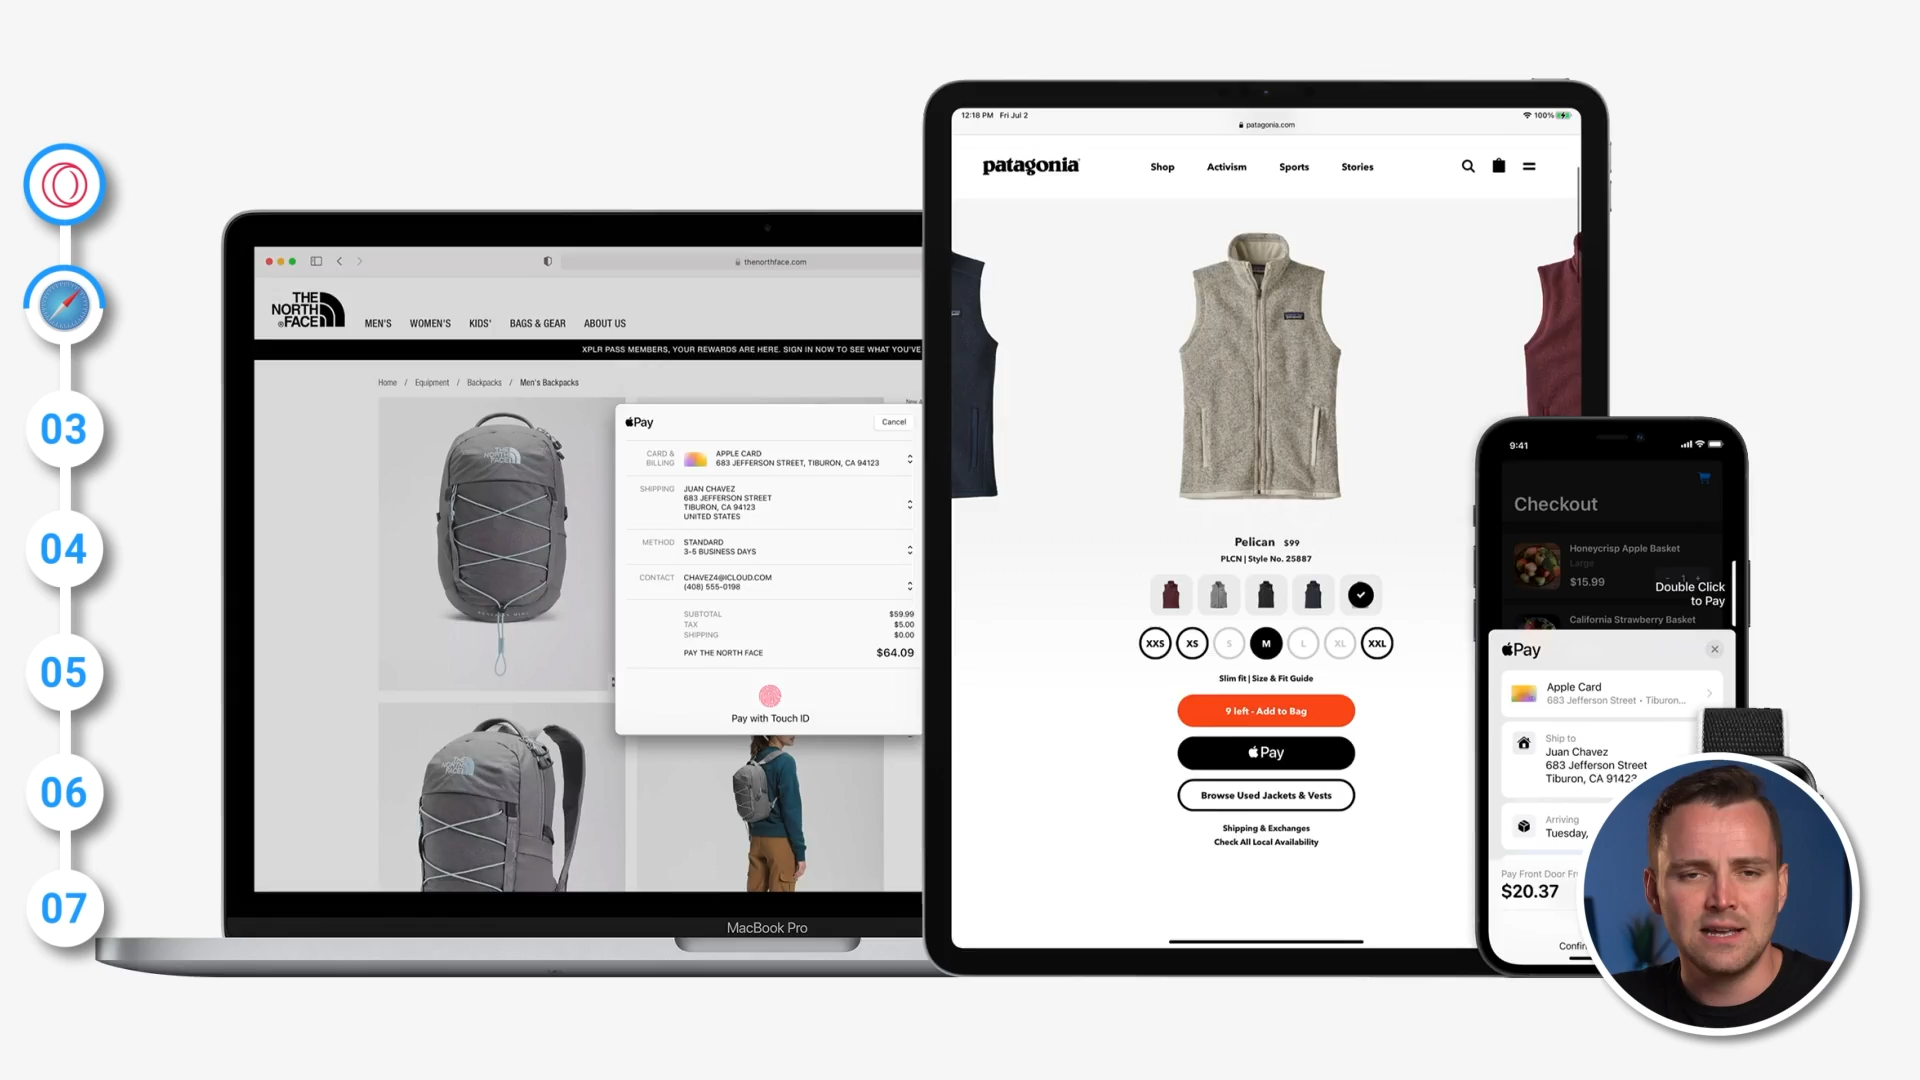 03
04
05
06
07
thenorthface.com
THE
NORTH
FACE
MEN'S WOMEN'S KIDS' BAGS & GEAR ABOUT US
XPLR PASS MEMBERS, YOUR REWARDS ARE HERE. SIGN IN NOW TO SEE WHAT YOU'VE
Home / Equipment / Backpacks / Men's Backpacks
Pay Cancel
CARD & BILLING
APPLE CARD
683 JEFFERSON STREET, TIBURON, CA 94123
SHIPPING
JUAN CHAVEZ
683 JEFFERSON STREET
TIBURON, CA 94123
UNITED STATES
METHOD
STANDARD
3-5 BUSINESS DAYS
CONTACT
CHAVEZ4@ICLOUD.COM
(408) 555-0198
SUBTOTAL $59.99
TAX $5.00
SHIPPING $0.00
PAY THE NORTH FACE $64.09
Pay with Touch ID
MacBook Pro
12:18 PM Fri Jul 2
patagonia.com
100%
patagonia
Shop Activism Sports Stories
Pelican $99
PLCN | Style No. 25887
XXS XS S M L XL XXL
Slim fit | Size & Fit Guide
9 left - Add to Bag
Pay
Browse Used Jackets & Vests
Shipping & Exchanges
Check All Local Availability
9:41
Checkout
Honeycrisp Apple Basket
Large
$15.99
Double Click
to Pay
California Strawberry Basket
Pay
Apple Card
683 Jefferson Street • Tiburon...
Ship to
Juan Chavez
683 Jefferson Street
Tiburon, CA 9142
Arriving
Tuesday,
Pay Front Door
$20.37